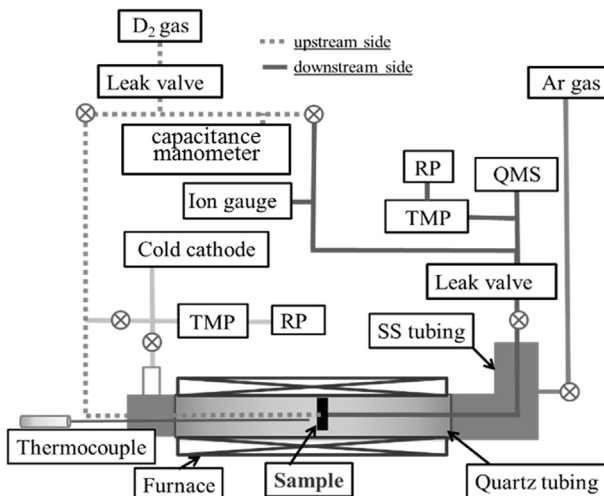 D₂ gas
upstream side
downstream side
Leak valve
Ar gas
capacitance
manometer
RP
QMS
Ion gauge
TMP
Cold cathode
Leak valve
TMP
RP
SS tubing
Thermocouple
Furnace
Sample
Quartz tubing